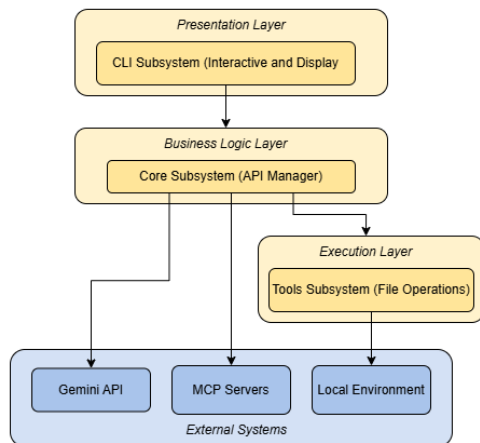 Presentation Layer
CLI Subsystem (Interactive and Display
Business Logic Layer
Core Subsystem (API Manager)
Execution Layer
Tools Subsystem (File Operations)
Gemini API
MCP Servers
Local Environment
External Systems